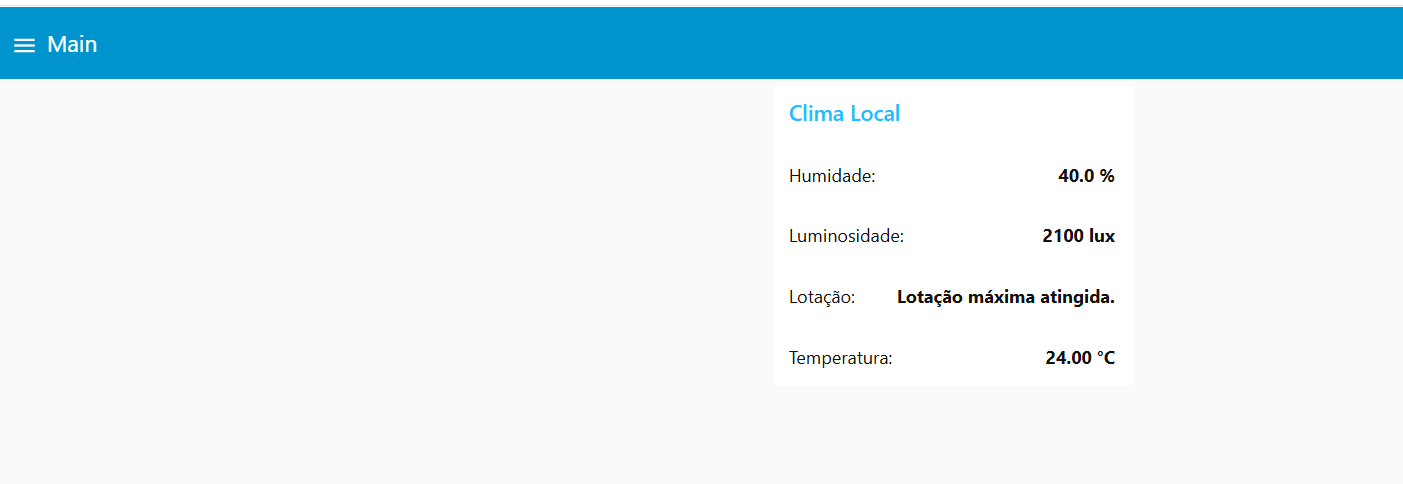 Main
Clima Local
Humidade: 40.0 %
Luminosidade: 2100 lux
Lotação: Lotação máxima atingida.
Temperatura: 24.00 °C